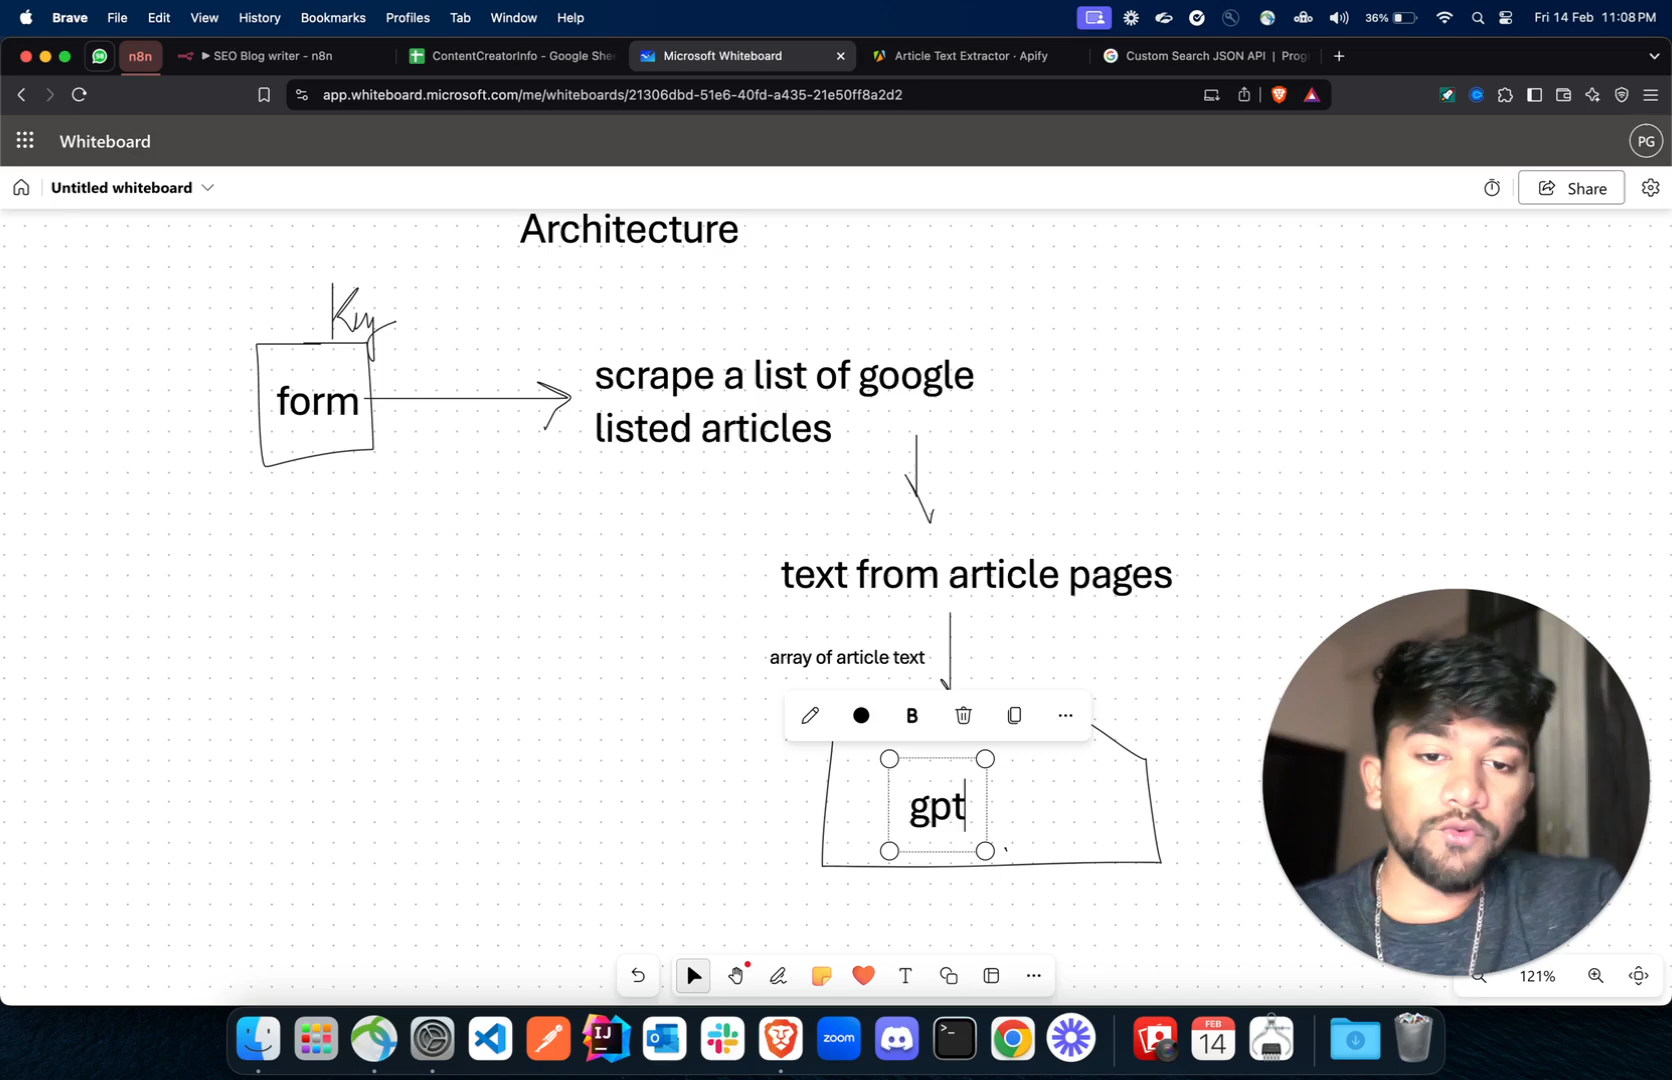 Brave File Edit View History Bookmarks Profiles Tab Window Help 36% Fri 14 Feb 11:08 PM
n8n SEO Blog writer - n8n ContentCreatorInfo - Google She Microsoft Whiteboard Article Text Extractor · Apify Custom Search JSON API | Prog
app.whiteboard.microsoft.com/me/whiteboards/21306dbd-51e6-40fd-a435-21e50ff8a2d2
Whiteboard PG
Untitled whiteboard Share
Architecture
form
scrape a list of google
listed articles
text from article pages
array of article text
B
gpt
T
121%
zoom
FEB
14